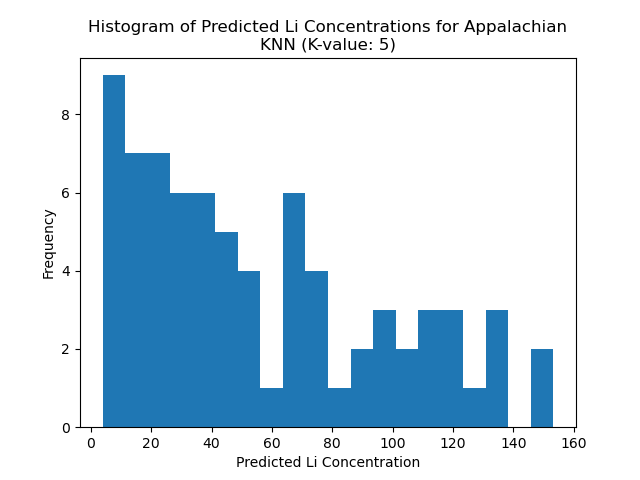 Histogram of Predicted Li Concentrations for Appalachian
KNN (K-value: 5)
8
6
4
2
0
Frequency
0 20 40 60 80 100 120 140 160
Predicted Li Concentration